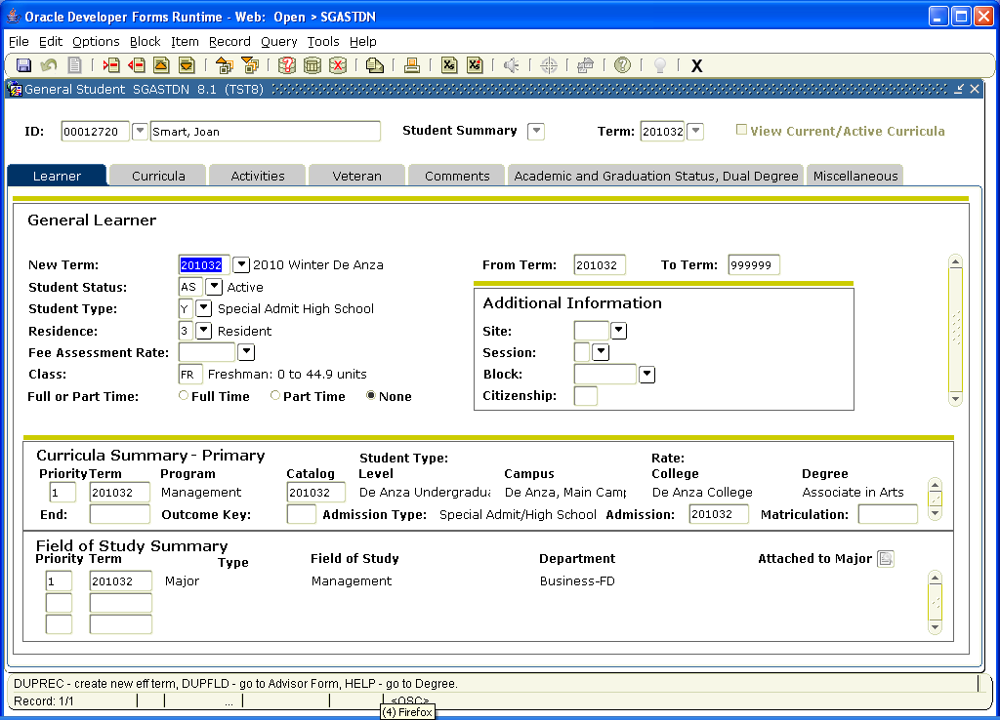 Oracle Developer Forms Runtime - Web: Open > SGASTDN
File Edit Options Block Item Record Query Tools Help
X
General Student SGASTDN 8.1 (TST8)
ID: 00012720 Smart, Joan Student Summary Term: 201032 View Current/Active Curricula
Learner Curricula Activities Veteran Comments Academic and Graduation Status, Dual Degree Miscellaneous
General Learner
New Term: 201032 2010 Winter De Anza From Term: 201032 To Term: 999999
Student Status: AS Active
Additional Information
Student Type: Y Special Admit High School
Residence: 3 Resident Site:
Fee Assessment Rate: Session:
Class: FR Freshman: 0 to 44.9 units Block:
Full or Part Time: Full Time Part Time None Citizenship:
Curricula Summary - Primary Student Type: Rate:
Priority Term Program Catalog Level Campus College Degree
1 201032 Management 201032 De Anza Undergradu De Anza, Main Camp De Anza College Associate in Arts
End: Outcome Key: Admission Type: Special Admit/High School Admission: 201032 Matriculation:
Field of Study Summary
Priority Term Type Field of Study Department Attached to Major
1 201032 Major Management Business-FD
DUPREC - create new eff term, DUPFLD - go to Advisor Form, HELP - go to Degree.
Record: 1/1 ... <OSC>
(4) Firefox